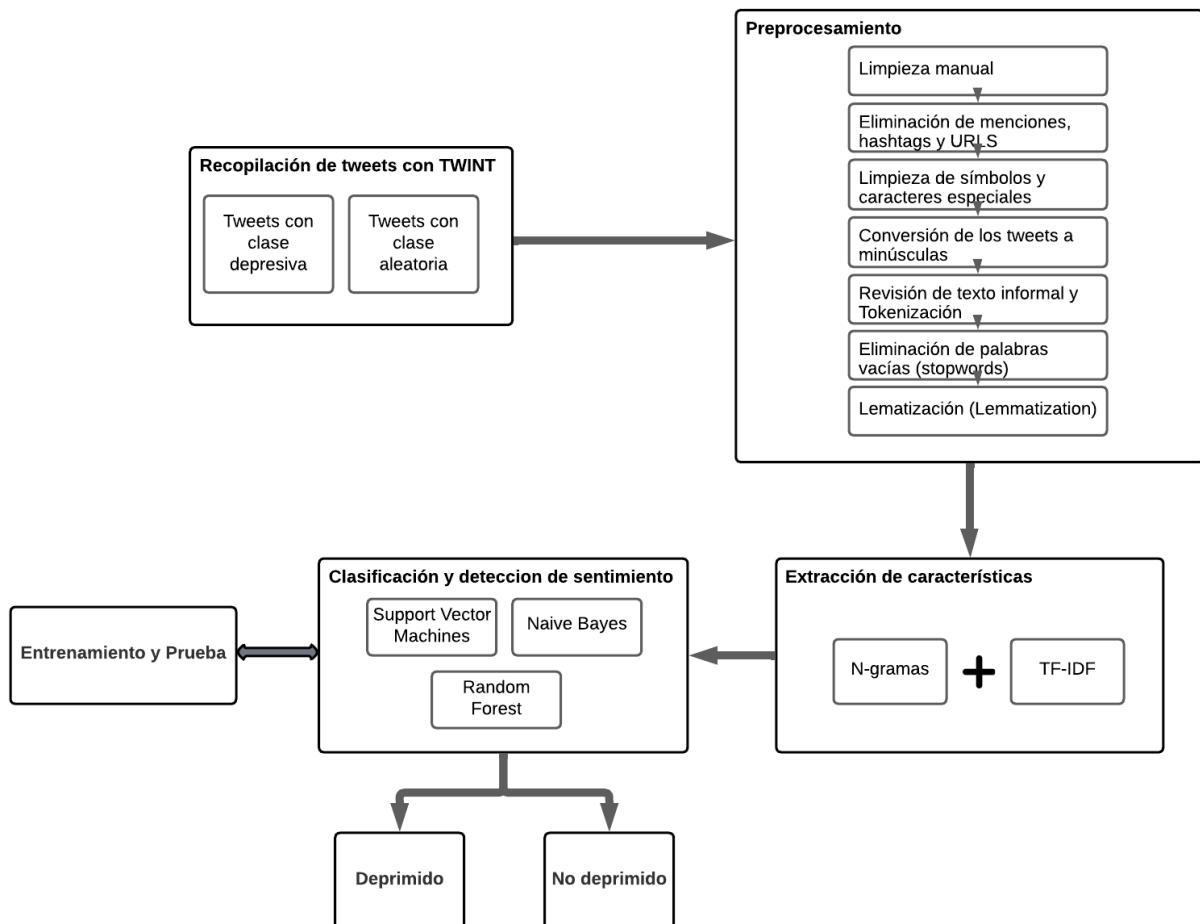 Preprocesamiento
Limpieza manual
Eliminación de menciones,
hashtags y URLS
Limpieza de símbolos y
caracteres especiales
Conversión de los tweets a
minúsculas
Revisión de texto informal y
Tokenización
Eliminación de palabras
vacías (stopwords)
Lematización (Lemmatization)
Recopilación de tweets con TWINT
Tweets con
clase
depresiva
Tweets con
clase
aleatoria
Extracción de características
N-gramas
TF-IDF
Clasificación y deteccion de sentimiento
Support Vector
Machines
Naive Bayes
Random
Forest
Entrenamiento y Prueba
Deprimido
No deprimido